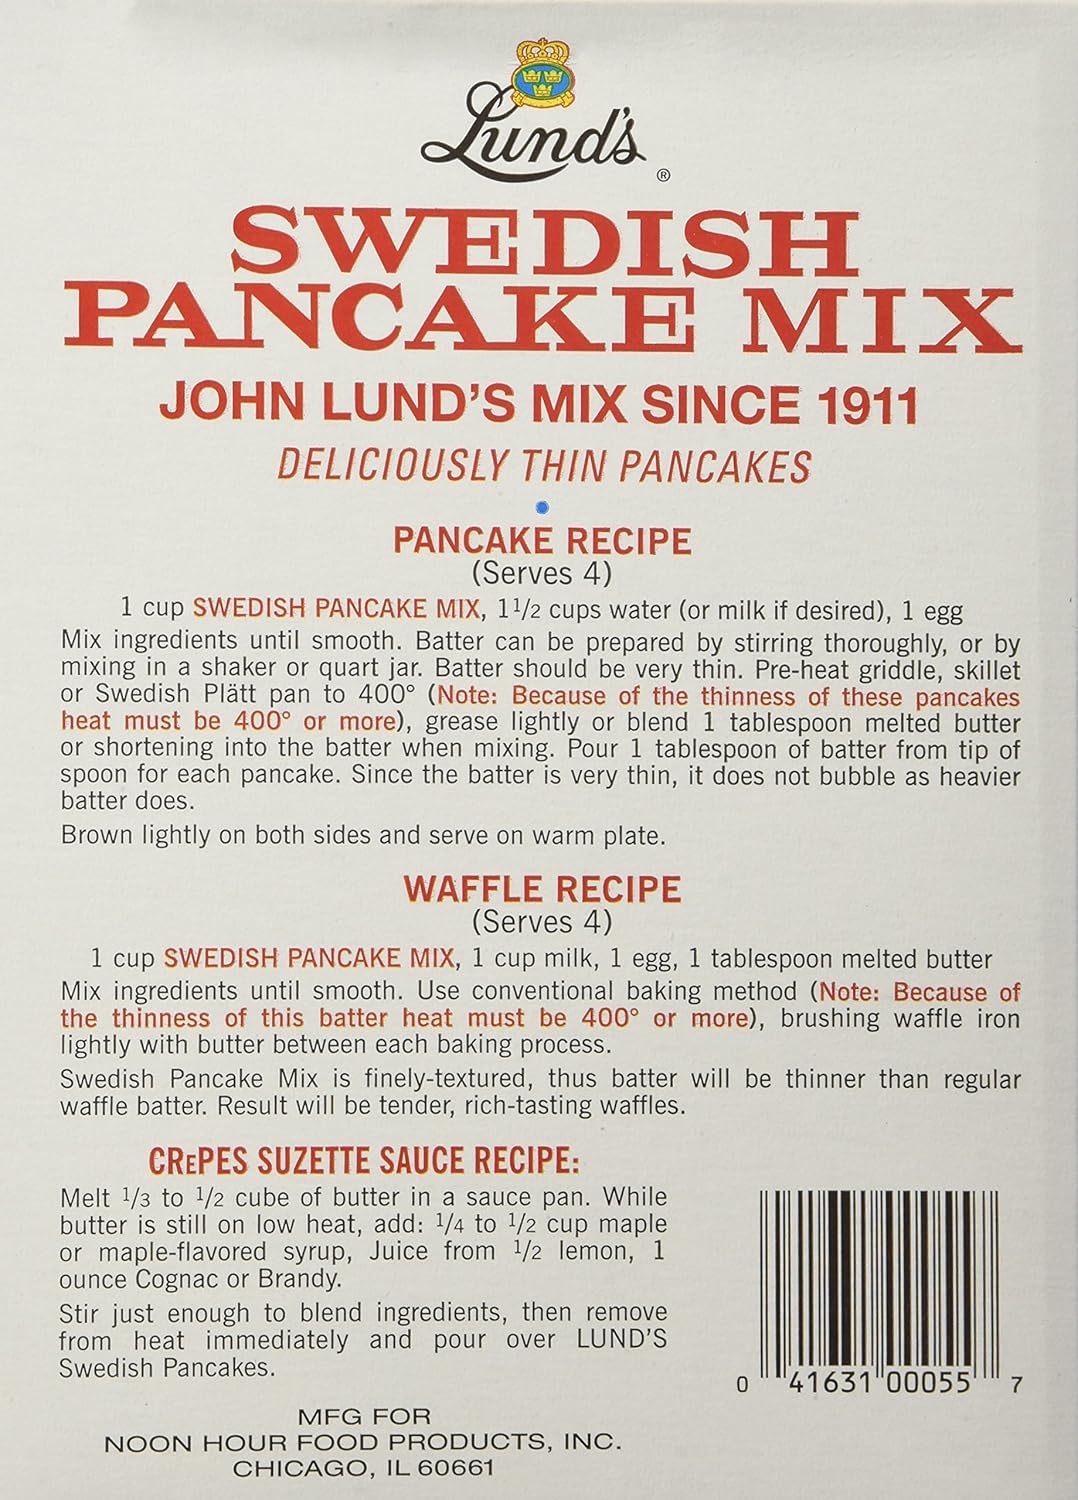 Lund's ®
SWEDISH
PANCAKE MIX
JOHN LUND'S MIX SINCE 1911
DELICIOUSLY THIN PANCAKES
PANCAKE RECIPE
(Serves 4)
1 cup SWEDISH PANCAKE MIX, 1 1/2 cups water (or milk if desired), 1 egg
Mix ingredients until smooth. Batter can be prepared by stirring thoroughly, or by
mixing in a shaker or quart jar. Batter should be very thin. Pre-heat griddle, skillet
or Swedish Plätt pan to 400° (Note: Because of the thinness of these pancakes
heat must be 400° or more), grease lightly or blend 1 tablespoon melted butter
or shortening into the batter when mixing. Pour 1 tablespoon of batter from tip of
spoon for each pancake. Since the batter is very thin, it does not bubble as heavier
batter does.
Brown lightly on both sides and serve on warm plate.
WAFFLE RECIPE
(Serves 4)
1 cup SWEDISH PANCAKE MIX, 1 cup milk, 1 egg, 1 tablespoon melted butter
Mix ingredients until smooth. Use conventional baking method (Note: Because of
the thinness of this batter heat must be 400° or more), brushing waffle iron
lightly with butter between each baking process.
Swedish Pancake Mix is finely-textured, thus batter will be thinner than regular
waffle batter. Result will be tender, rich-tasting waffles.
CRePES SUZETTE SAUCE RECIPE:
Melt 1/3 to 1/2 cube of butter in a sauce pan. While
butter is still on low heat, add: 1/4 to 1/2 cup maple
or maple-flavored syrup, Juice from 1/2 lemon, 1
ounce Cognac or Brandy.
Stir just enough to blend ingredients, then remove
from heat immediately and pour over LUND'S
Swedish Pancakes.
0 41631 00055 7
MFG FOR
NOON HOUR FOOD PRODUCTS, INC.
CHICAGO, IL 60661